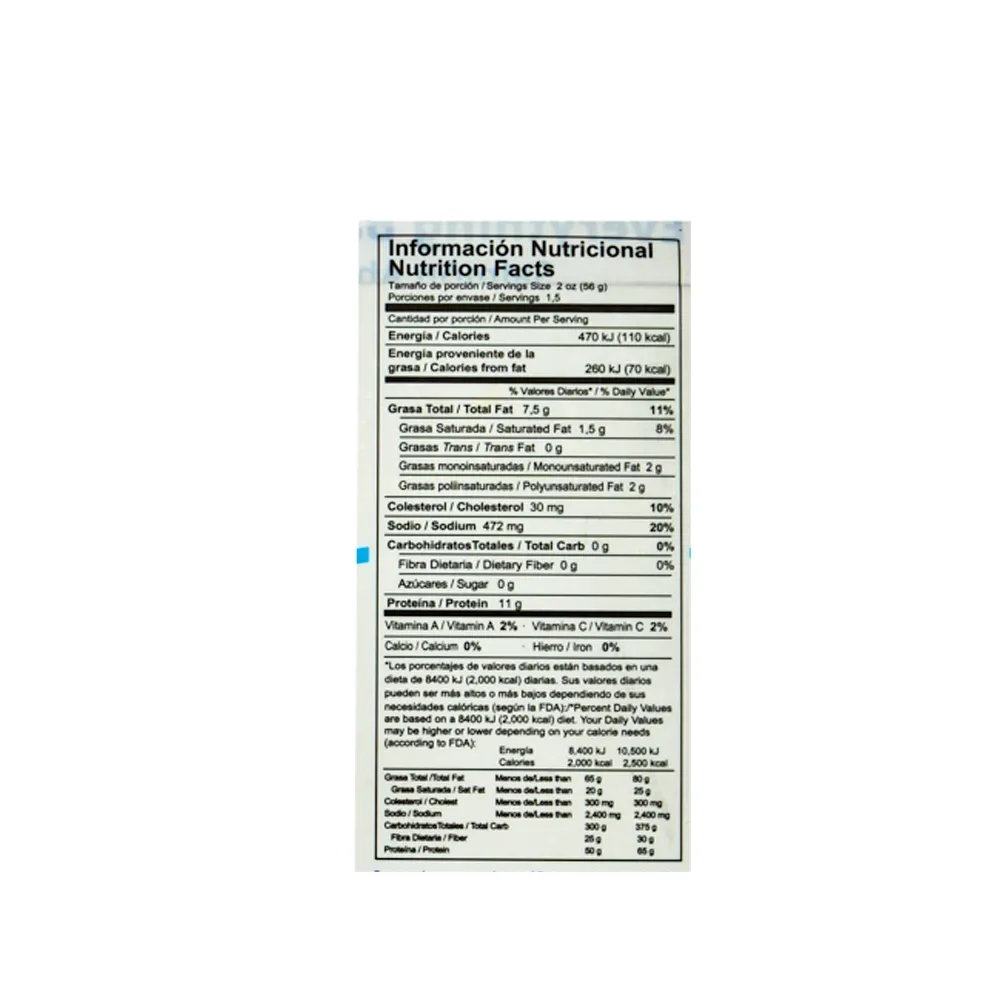 Información Nutricional
Nutrition Facts
Tamaño de porción / Servings Size 2 oz (56 g)
Porciones por envase / Servings 1,5
Cantidad por porción / Amount Per Serving
Energía / Calories 470 kJ (110 kcal)
Energía proveniente de la
grasa / Calories from fat 260 kJ (70 kcal)
% Valores Diarios* / % Daily Value*
Grasa Total / Total Fat 7,5 g 11%
Grasa Saturada / Saturated Fat 1,5 g 8%
Grasas Trans / Trans Fat 0 g
Grasas monoinsaturadas / Monounsaturated Fat 2 g
Grasas poliinsaturadas / Polyunsaturated Fat 2 g
Colesterol / Cholesterol 30 mg 10%
Sodio / Sodium 472 mg 20%
CarbohidratosTotales / Total Carb 0 g 0%
Fibra Dietaria / Dietary Fiber 0 g 0%
Azúcares / Sugar 0 g
Proteína / Protein 11 g
Vitamina A / Vitamin A 2% · Vitamina C / Vitamin C 2%
Calcio / Calcium 0% · Hierro / Iron 0%
*Los porcentajes de valores diarios están basados en una
dieta de 8400 kJ (2,000 kcal) diarias. Sus valores diarios
pueden ser más altos o más bajos dependiendo de sus
necesidades calóricas (según la FDA):/*Percent Daily Values
are based on a 8400 kJ (2,000 kcal) diet. Your Daily Values
may be higher or lower depending on your calorie needs
(according to FDA):
Energía 8,400 kJ 10,500 kJ
Calories 2,000 kcal 2,500 kcal
Grasa Total /Total Fat Menos de/Less than 65 g 80 g
Grasa Saturada / Sat Fat Menos de/Less than 20 g 25 g
Colesterol / Cholest Menos de/Less than 300 mg 300 mg
Sodio / Sodium Menos de/Less than 2,400 mg 2,400 mg
CarbohidratosTotales / Total Carb 300 g 375 g
Fibra Dietaria / Fiber 25 g 30 g
Proteína / Protein 50 g 65 g